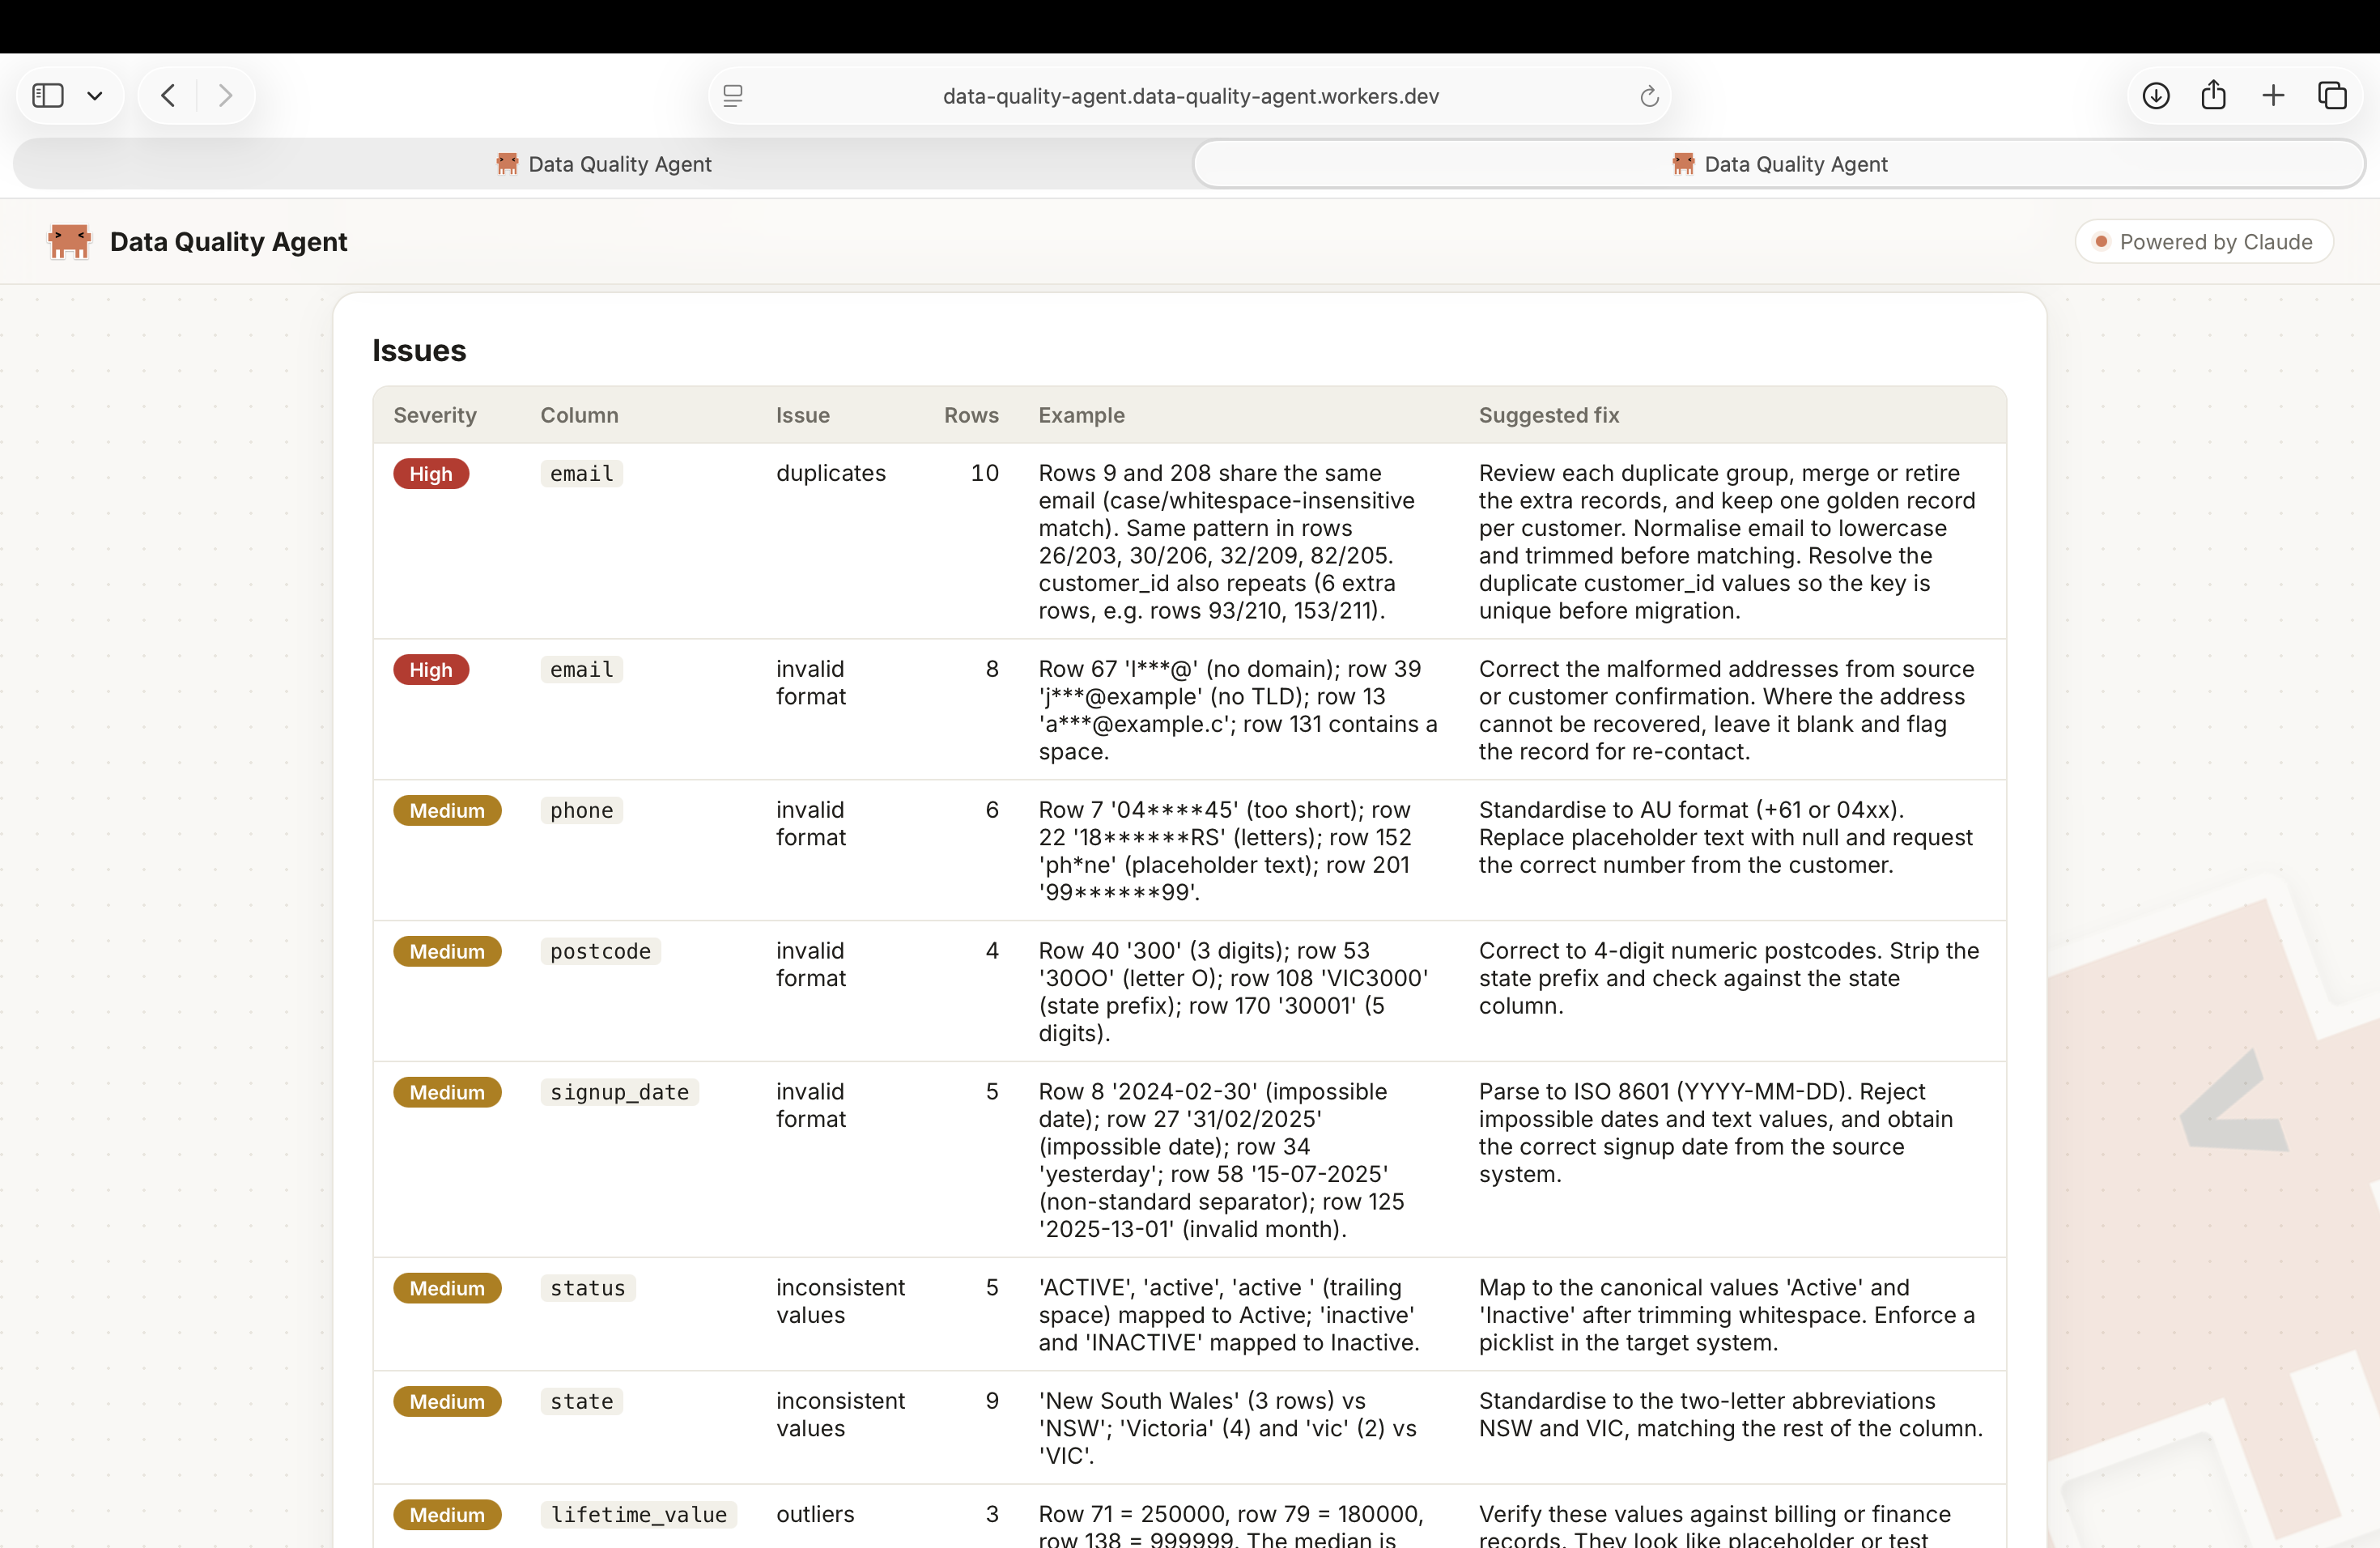 data-quality-agent.data-quality-agent.workers.dev
Data Quality Agent
Data Quality Agent
Data Quality Agent
Powered by Claude
Issues
Severity Column Issue Rows Example Suggested fix
High email duplicates 10 Rows 9 and 208 share the same Review each duplicate group, merge or retire
email (case/whitespace-insensitive the extra records, and keep one golden record
match). Same pattern in rows per customer. Normalise email to lowercase
26/203, 30/206, 32/209, 82/205. and trimmed before matching. Resolve the
customer_id also repeats (6 extra duplicate customer_id values so the key is
rows, e.g. rows 93/210, 153/211). unique before migration.
High email invalid 8 Row 67 'l***@' (no domain); row 39 Correct the malformed addresses from source
format 'j***@example' (no TLD); row 13 or customer confirmation. Where the address
'a***@example.c'; row 131 contains a cannot be recovered, leave it blank and flag
space. the record for re-contact.
Medium phone invalid 6 Row 7 '04****45' (too short); row Standardise to AU format (+61 or 04xx).
format 22 '18******RS' (letters); row 152 Replace placeholder text with null and request
'ph*ne' (placeholder text); row 201 the correct number from the customer.
'99******99'.
Medium postcode invalid 4 Row 40 '300' (3 digits); row 53 Correct to 4-digit numeric postcodes. Strip the
format '30OO' (letter O); row 108 'VIC3000' state prefix and check against the state
(state prefix); row 170 '30001' (5 column.
digits).
Medium signup_date invalid 5 Row 8 '2024-02-30' (impossible Parse to ISO 8601 (YYYY-MM-DD). Reject
format date); row 27 '31/02/2025' impossible dates and text values, and obtain
(impossible date); row 34 the correct signup date from the source
'yesterday'; row 58 '15-07-2025' system.
(non-standard separator); row 125
'2025-13-01' (invalid month).
Medium status inconsistent 5 'ACTIVE', 'active', 'active ' (trailing Map to the canonical values 'Active' and
values space) mapped to Active; 'inactive' 'Inactive' after trimming whitespace. Enforce a
and 'INACTIVE' mapped to Inactive. picklist in the target system.
Medium state inconsistent 9 'New South Wales' (3 rows) vs Standardise to the two-letter abbreviations
values 'NSW'; 'Victoria' (4) and 'vic' (2) vs NSW and VIC, matching the rest of the column.
'VIC'.
Medium lifetime_value outliers 3 Row 71 = 250000, row 79 = 180000, Verify these values against billing or finance
row 138 = 999999. The median is records. They look like placeholder or test